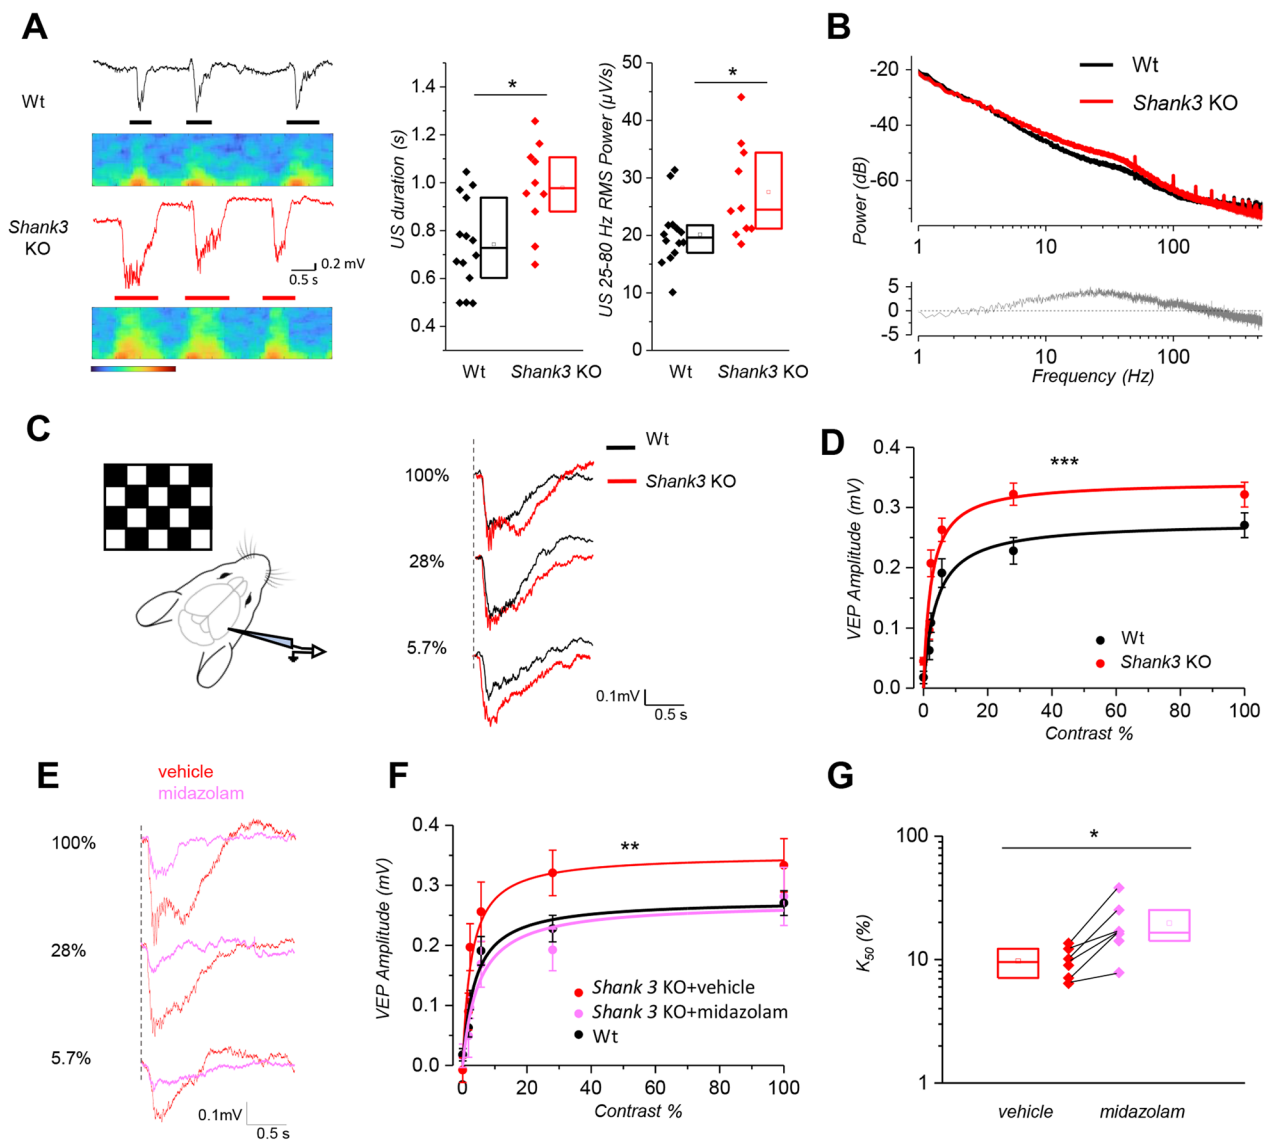 A
Wt
Shank3
KO
0.2 mV
0.5 s
US duration (s)
1.4
1.2
1.0
0.8
0.6
0.4
*
Wt
Shank3 KO
US 25-80 Hz RMS Power (µV/s)
50
40
30
20
10
0
*
Wt
Shank3 KO
B
Wt
Shank3 KO
Power (dB)
-20
-40
-60
1
10
100
5
0
-5
1
10
100
Frequency (Hz)
C
Wt
Shank3 KO
100%
28%
5.7%
0.1mV
0.5 s
D
VEP Amplitude (mV)
0.4
0.3
0.2
0.1
0.0
***
Wt
Shank3 KO
0
20
40
60
80
100
Contrast %
E
vehicle
midazolam
100%
28%
5.7%
0.1mV
0.5 s
F
VEP Amplitude (mV)
0.4
0.3
0.2
0.1
0.0
**
Shank 3 KO+vehicle
Shank 3 KO+midazolam
Wt
0
20
40
60
80
100
Contrast %
G
K50 (%)
100
10
1
*
vehicle
midazolam